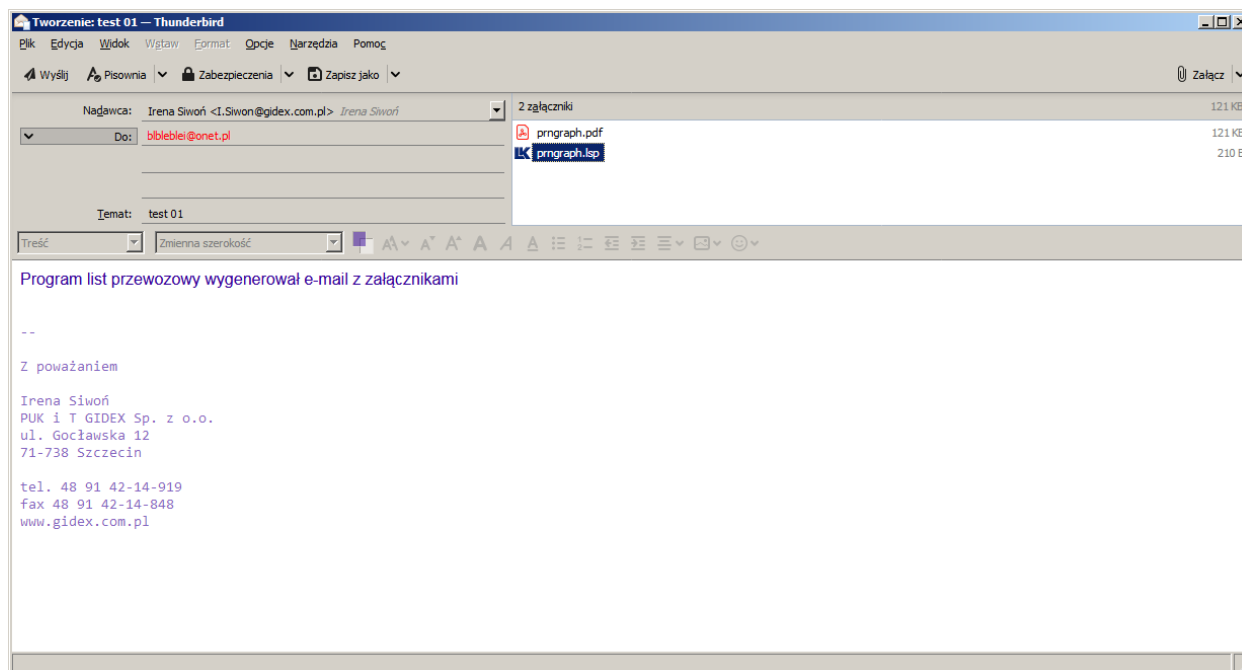 Tworzenie: test 01 — Thunderbird
Plik Edycja Widok Wstaw Format Opcje Narzędzia Pomoc
Wyślij Pisownia Zabezpieczenia Zapisz jako Załącz
Nadawca: Irena Siwoń <I.Siwon@gidex.com.pl> Irena Siwoń
2 załączniki 121 KB
Do: blbleblei@onet.pl
prngraph.pdf 121 KB
prngraph.lsp 210 B
Temat: test 01
Treść Zmienna szerokość
Program list przewozowy wygenerował e-mail z załącznikami
--
Z poważaniem
Irena Siwoń
PUK i T GIDEX Sp. z o.o.
ul. Gocławska 12
71-738 Szczecin
tel. 48 91 42-14-919
fax 48 91 42-14-848
www.gidex.com.pl